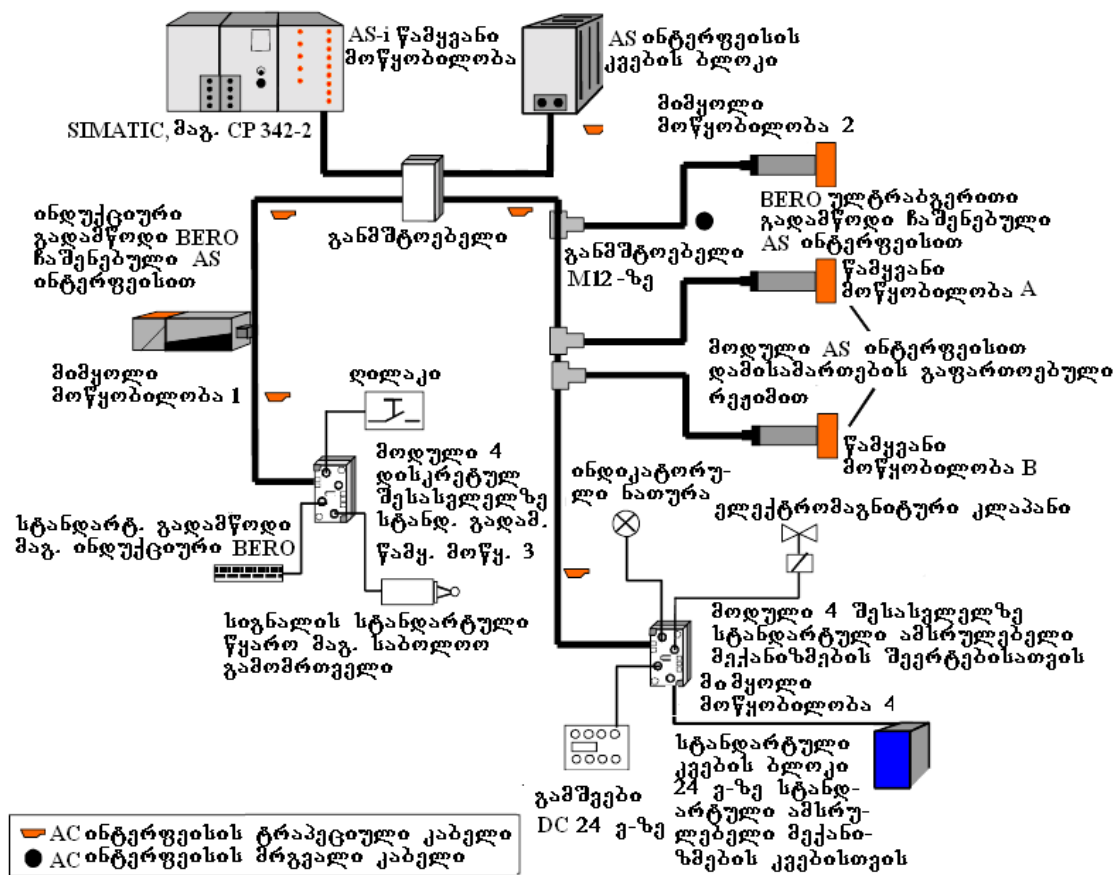 AS-i წამყვანი
მოწყობილობა
SIMATIC, მაგ. CP 342-2
AS ინტერფეისის
კვების ბლოკი
მიმყოლი
მოწყობილობა 2
BERO ულტრაბგერითი
გადამწოდი ჩაშენებული
AS ინტერფეისით
ინდუქციური
გადამწოდი BERO
ჩაშენებული AS
ინტერფეისით
განმშტოებელი
განმშტოებელი
M12 -ზე
წამყვანი
მოწყობილობა A
მოდული AS ინტერფეისით
დამისამართების გაფართოებული
რეჟიმით
წამყვანი
მოწყობილობა B
მიმყოლი
მოწყობილობა 1
ღილაკი
მოდული 4
დისკრეტულ
შესასვლელზე
სტანდ. გადამ.
წამყ. მოწყ. 3
სტანდარტ. გადამწოდი
მაგ. ინდუქციური BERO
სიგნალის სტანდარტული
წყარო მაგ. საბოლოო
გამომრთველი
ინდიკატორუ-
ლი ნათურა
ელექტრომაგნიტური კლაპანი
მოდული 4 შესასვლელზე
სტანდარტული ამსრულებელი
მექანიზმების შეერტებისათვის
მიმყოლი
მოწყობილობა 4
გამშვები
DC 24 ვ-ზე
სტანდარტული
კვების ბლოკი
24 ვ-ზე სტანდ-
არტული ამსრუ-
ლებელი მექანი-
ზმების კვებისთვის
AC ინტერფეისის ტრაპეციული კაბელი
AC ინტერფეისის მრგვალი კაბელი